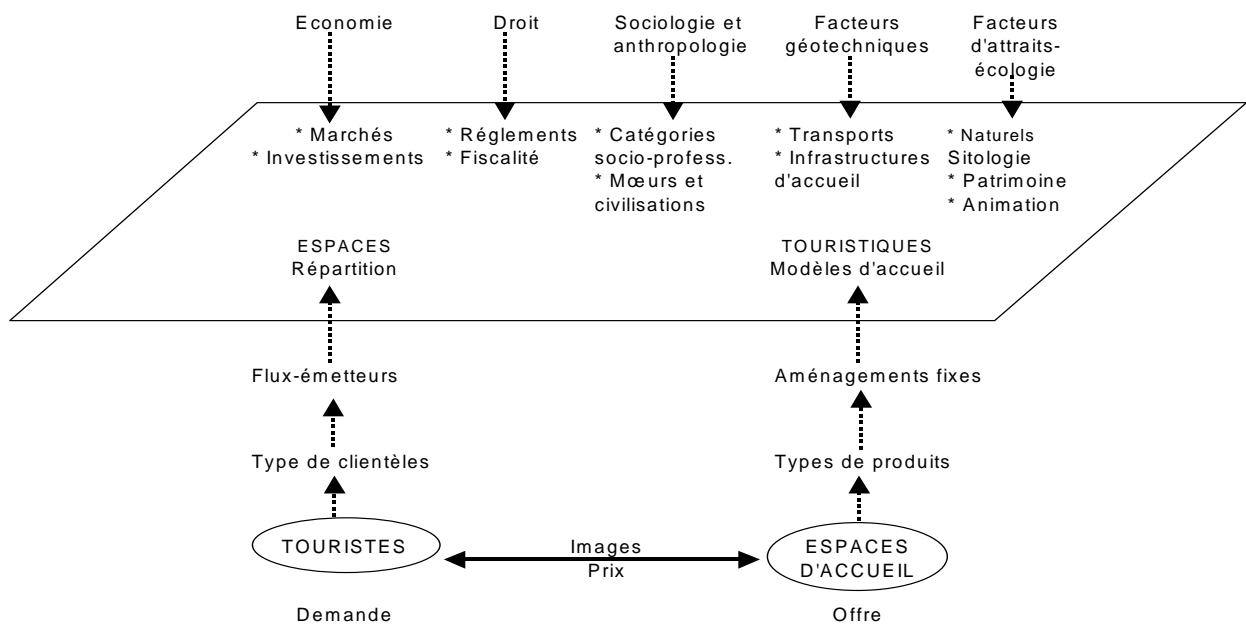 Economie
Droit
Sociologie et
anthropologie
Facteurs
géotechniques
Facteurs
d'attraits-
écologie
* Marchés
* Investissements
* Réglements
* Fiscalité
* Catégories
socio-profess.
* Mœurs et
civilisations
* Transports
* Infrastructures
d'accueil
* Naturels
Sitologie
* Patrimoine
* Animation
ESPACES
Répartition
TOURISTIQUES
Modèles d'accueil
Flux-émetteurs
Aménagements fixes
Type de clientèles
Types de produits
TOURISTES
Images
Prix
ESPACES
D'ACCUEIL
Demande
Offre